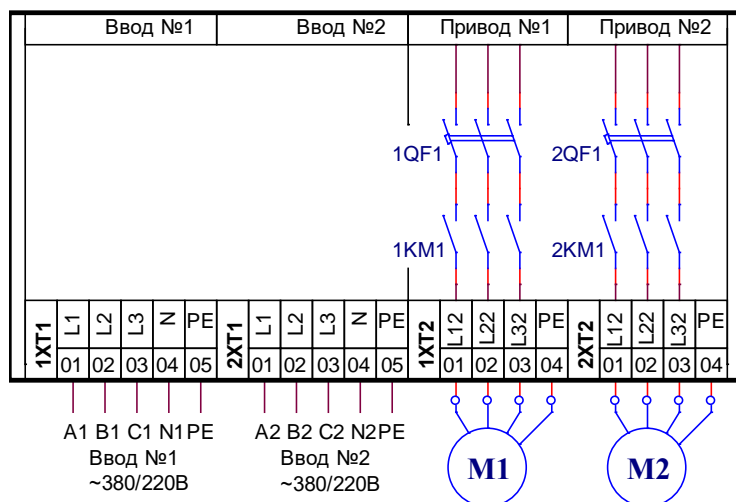 Ввод №1 Ввод №2 Привод №1 Привод №2
1QF1 2QF1
1KM1 2KM1
1XT1 L1 L2 L3 N PE 2XT1 L1 L2 L3 N PE 1XT2 L12 L22 L32 PE 2XT2 L12 L22 L32 PE
01 02 03 04 05 01 02 03 04 05 01 02 03 04 01 02 03 04
A1 B1 C1 N1 PE A2 B2 C2 N2 PE
Ввод №1 Ввод №2 M1 M2
~380/220В ~380/220В